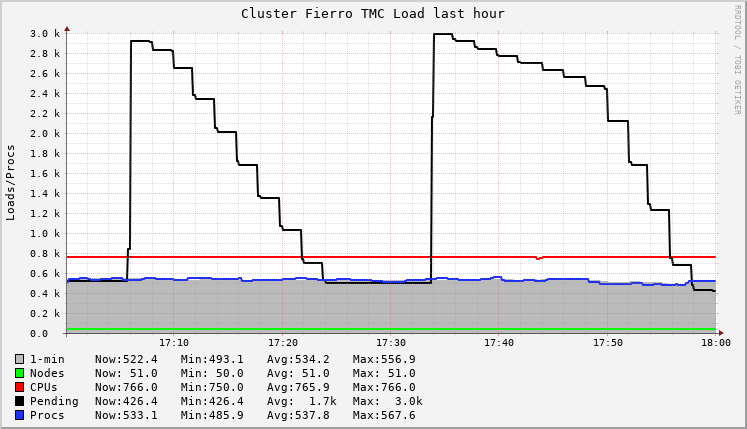 Cluster Fierro TMC Load last hour
RRDTOOL / TOBI OETIKER
Loads/Procs
3.0 k
2.8 k
2.6 k
2.4 k
2.2 k
2.0 k
1.8 k
1.6 k
1.4 k
1.2 k
1.0 k
0.8 k
0.6 k
0.4 k
0.2 k
0.0
17:10 17:20 17:30 17:40 17:50 18:00
1-min Now:522.4 Min:493.1 Avg:534.2 Max:556.9
Nodes Now: 51.0 Min: 50.0 Avg: 51.0 Max: 51.0
CPUs Now:766.0 Min:750.0 Avg:765.9 Max:766.0
Pending Now:426.4 Min:426.4 Avg: 1.7k Max: 3.0k
Procs Now:533.1 Min:485.9 Avg:537.8 Max:567.6